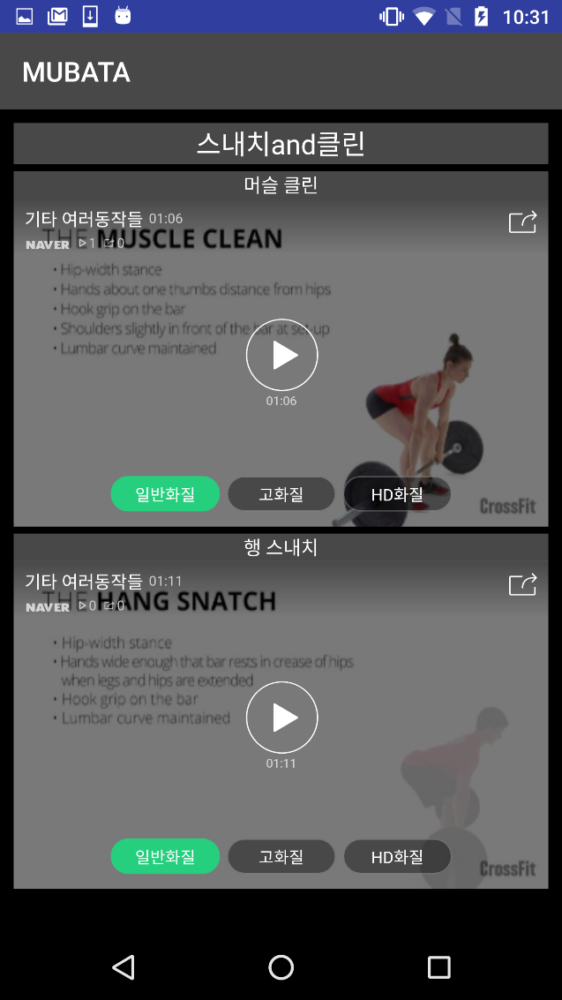 10:31
MUBATA
스내치and클린
머슬 클린
기타 여러동작들 01:06
NAVER 1 0
THE MUSCLE CLEAN
• Hip-width stance
• Hands about one thumbs distance from hips
• Hook grip on the bar
• Shoulders slightly in front of the bar at set-up
• Lumbar curve maintained
01:06
일반화질 고화질 HD화질
CrossFit
행 스내치
기타 여러동작들 01:11
NAVER 0 0
THE HANG SNATCH
• Hip-width stance
• Hands wide enough that bar rests in crease of hips
when legs and hips are extended
• Hook grip on the bar
• Lumbar curve maintained
01:11
일반화질 고화질 HD화질
CrossFit